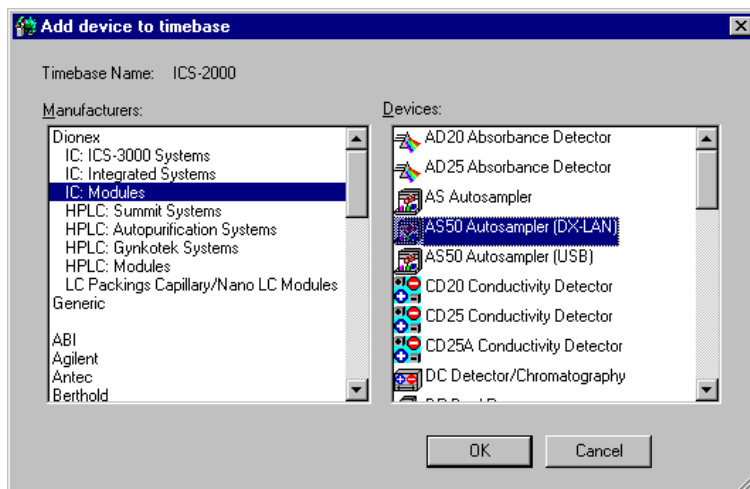 Add device to timebase
Timebase Name: ICS-2000
Manufacturers:
Dionex
IC: ICS-3000 Systems
IC: Integrated Systems
IC: Modules
HPLC: Summit Systems
HPLC: Autopurification Systems
HPLC: Gynkotek Systems
HPLC: Modules
LC Packings Capillary/Nano LC Modules
Generic
ABI
Agilent
Antec
Berthold
Devices:
AD20 Absorbance Detector
AD25 Absorbance Detector
AS Autosampler
AS50 Autosampler (DX-LAN)
AS50 Autosampler (USB)
CD20 Conductivity Detector
CD25 Conductivity Detector
CD25A Conductivity Detector
DC Detector/Chromatography
OK
Cancel